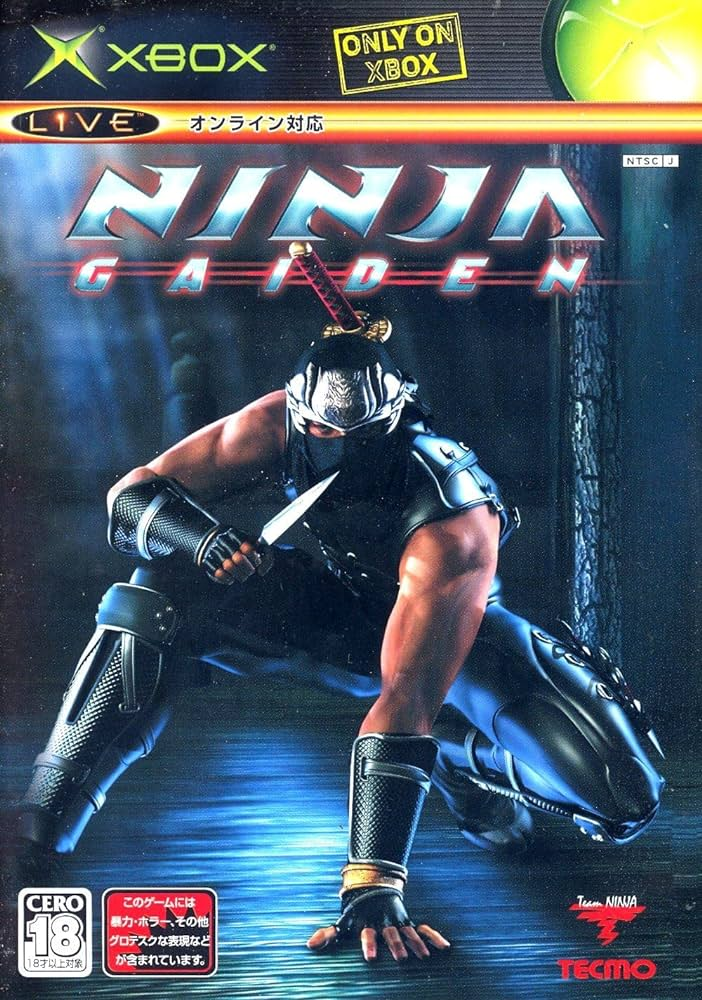 XBOX®
ONLY ON
XBOX
LIVE™
オンライン対応
NTSC J
NINJA
GAIDEN
CERO
18
18才以上対象
このゲームには
暴力・ホラー、その他
グロテスクな表現など
が含まれています。
Team NINJA
TECMO